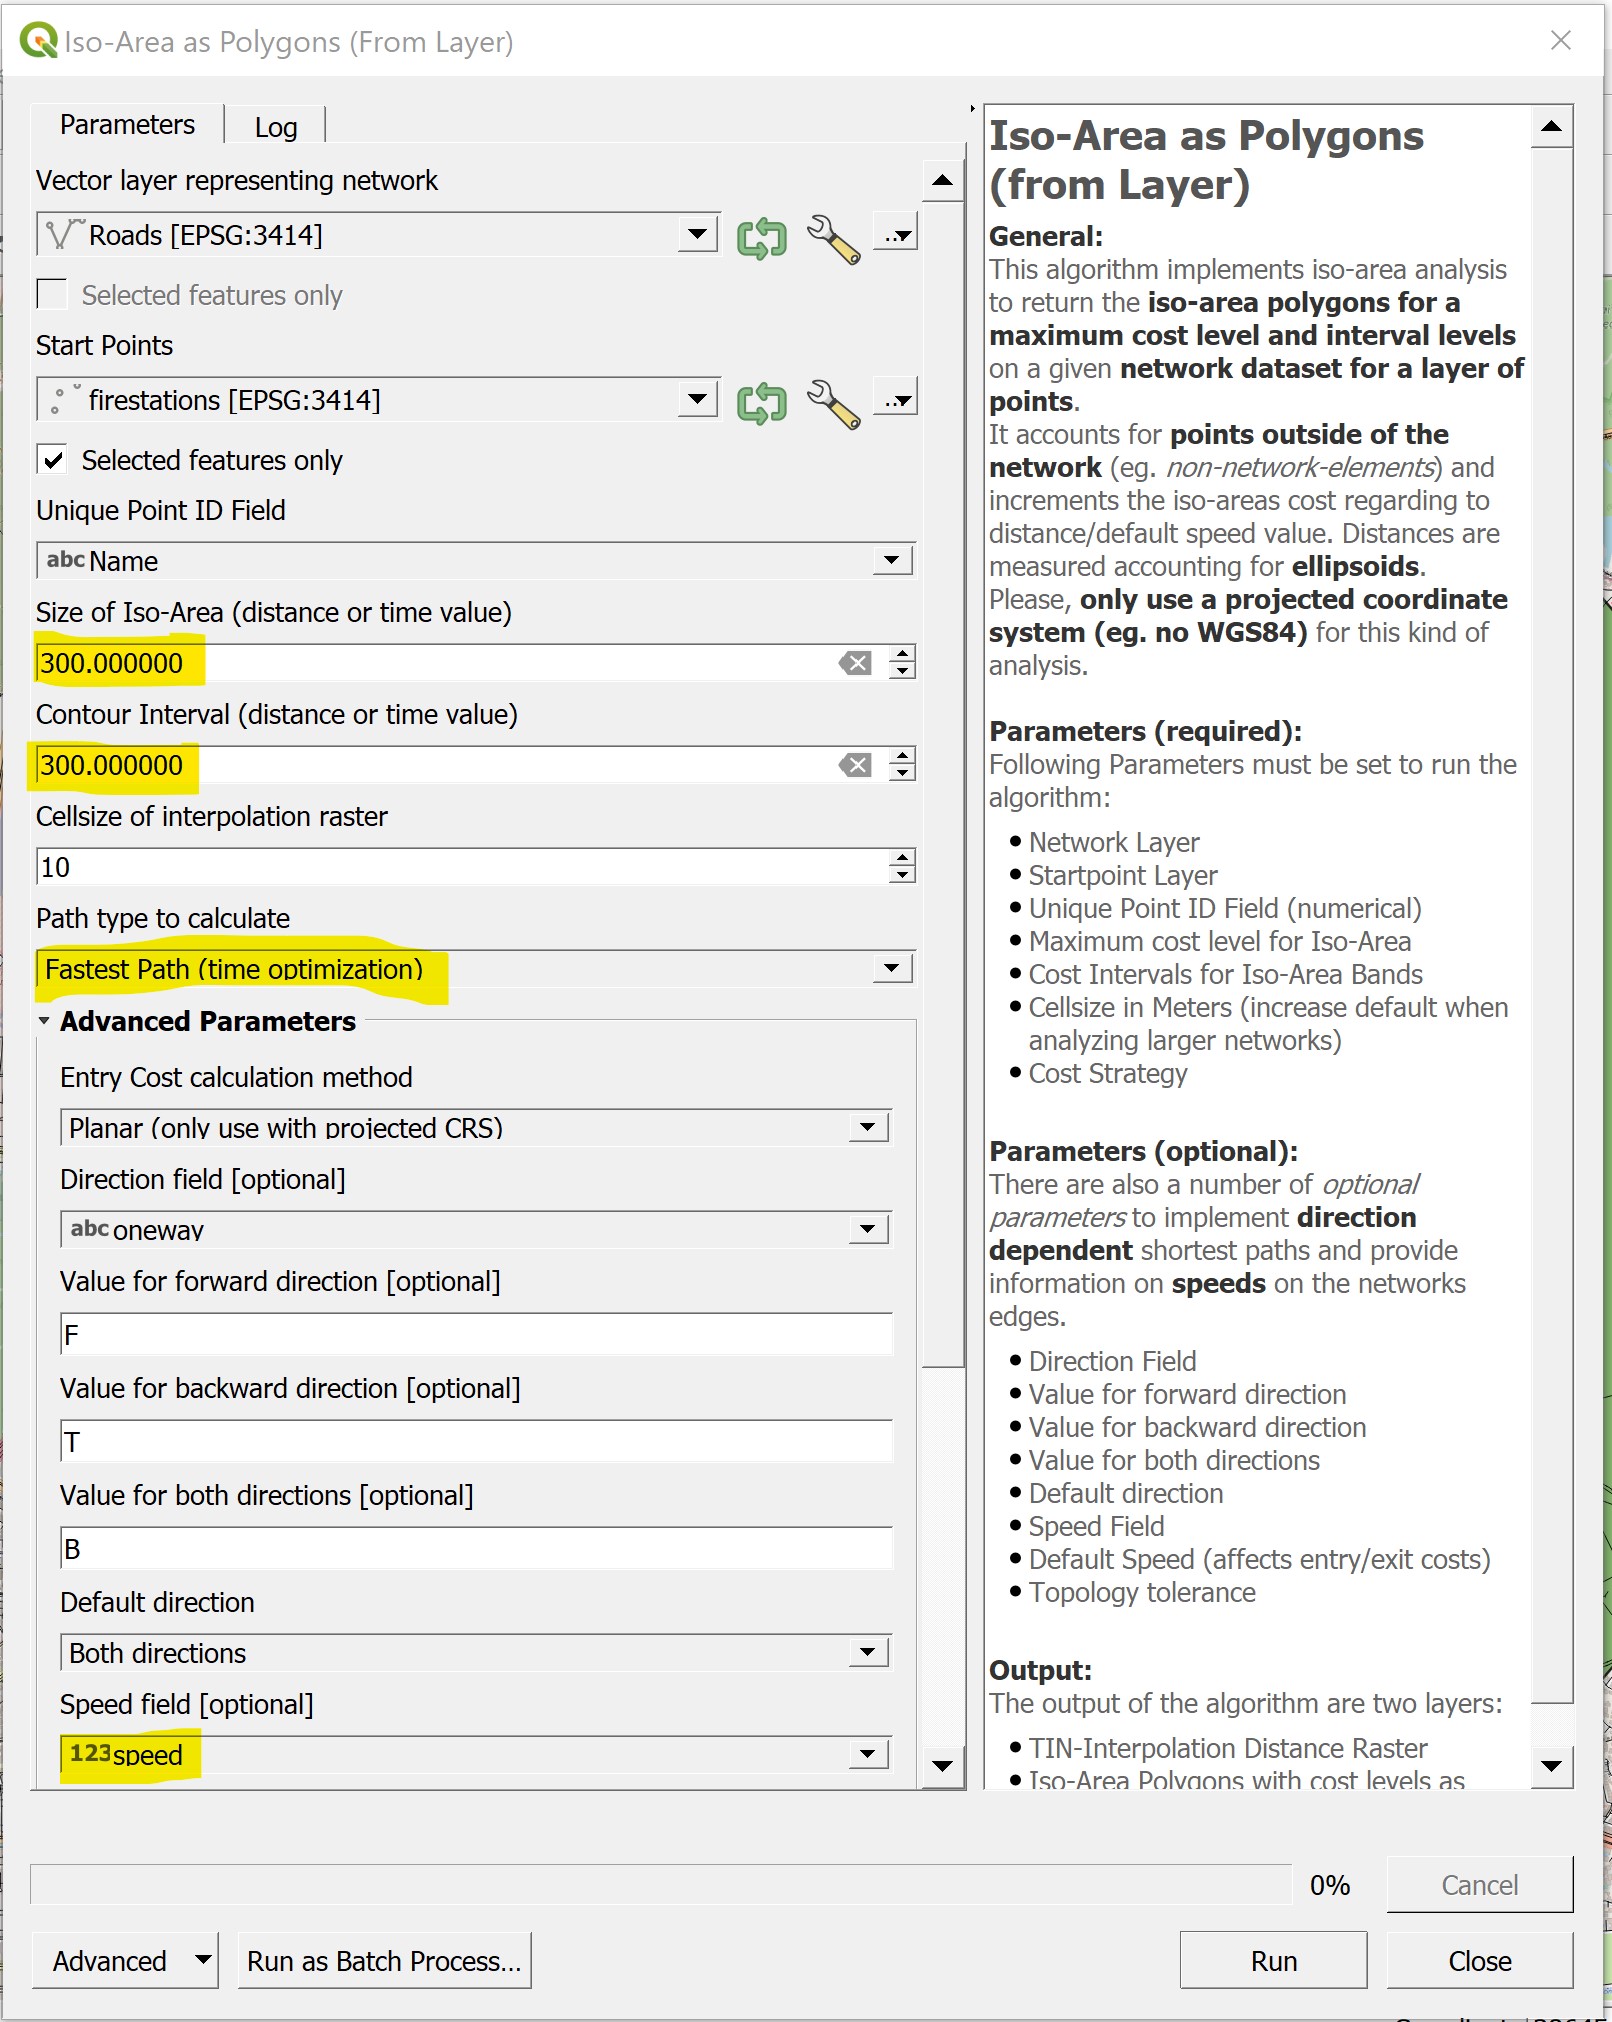 Iso-Area as Polygons (From Layer)
Parameters
Log
Vector layer representing network
Roads [EPSG:3414]
...
Selected features only
Start Points
firestations [EPSG:3414]
...
Selected features only
Unique Point ID Field
abc Name
Size of Iso-Area (distance or time value)
300.000000
Contour Interval (distance or time value)
300.000000
Cellsize of interpolation raster
10
Path type to calculate
Fastest Path (time optimization)
Advanced Parameters
Entry Cost calculation method
Planar (only use with projected CRS)
Direction field [optional]
abc oneway
Value for forward direction [optional]
F
Value for backward direction [optional]
T
Value for both directions [optional]
B
Default direction
Both directions
Speed field [optional]
123 speed
Iso-Area as Polygons
(from Layer)
General:
This algorithm implements iso-area analysis
to return the iso-area polygons for a
maximum cost level and interval levels
on a given network dataset for a layer of
points.
It accounts for points outside of the
network (eg. non-network-elements) and
increments the iso-areas cost regarding to
distance/default speed value. Distances are
measured accounting for ellipsoids.
Please, only use a projected coordinate
system (eg. no WGS84) for this kind of
analysis.
Parameters (required):
Following Parameters must be set to run the
algorithm:
Network Layer
Startpoint Layer
Unique Point ID Field (numerical)
Maximum cost level for Iso-Area
Cost Intervals for Iso-Area Bands
Cellsize in Meters (increase default when
analyzing larger networks)
Cost Strategy
Parameters (optional):
There are also a number of optional
parameters to implement direction
dependent shortest paths and provide
information on speeds on the networks
edges.
Direction Field
Value for forward direction
Value for backward direction
Value for both directions
Default direction
Speed Field
Default Speed (affects entry/exit costs)
Topology tolerance
Output:
The output of the algorithm are two layers:
TIN-Interpolation Distance Raster
Iso-Area Polygons with cost levels as
0%
Cancel
Advanced
Run as Batch Process...
Run
Close